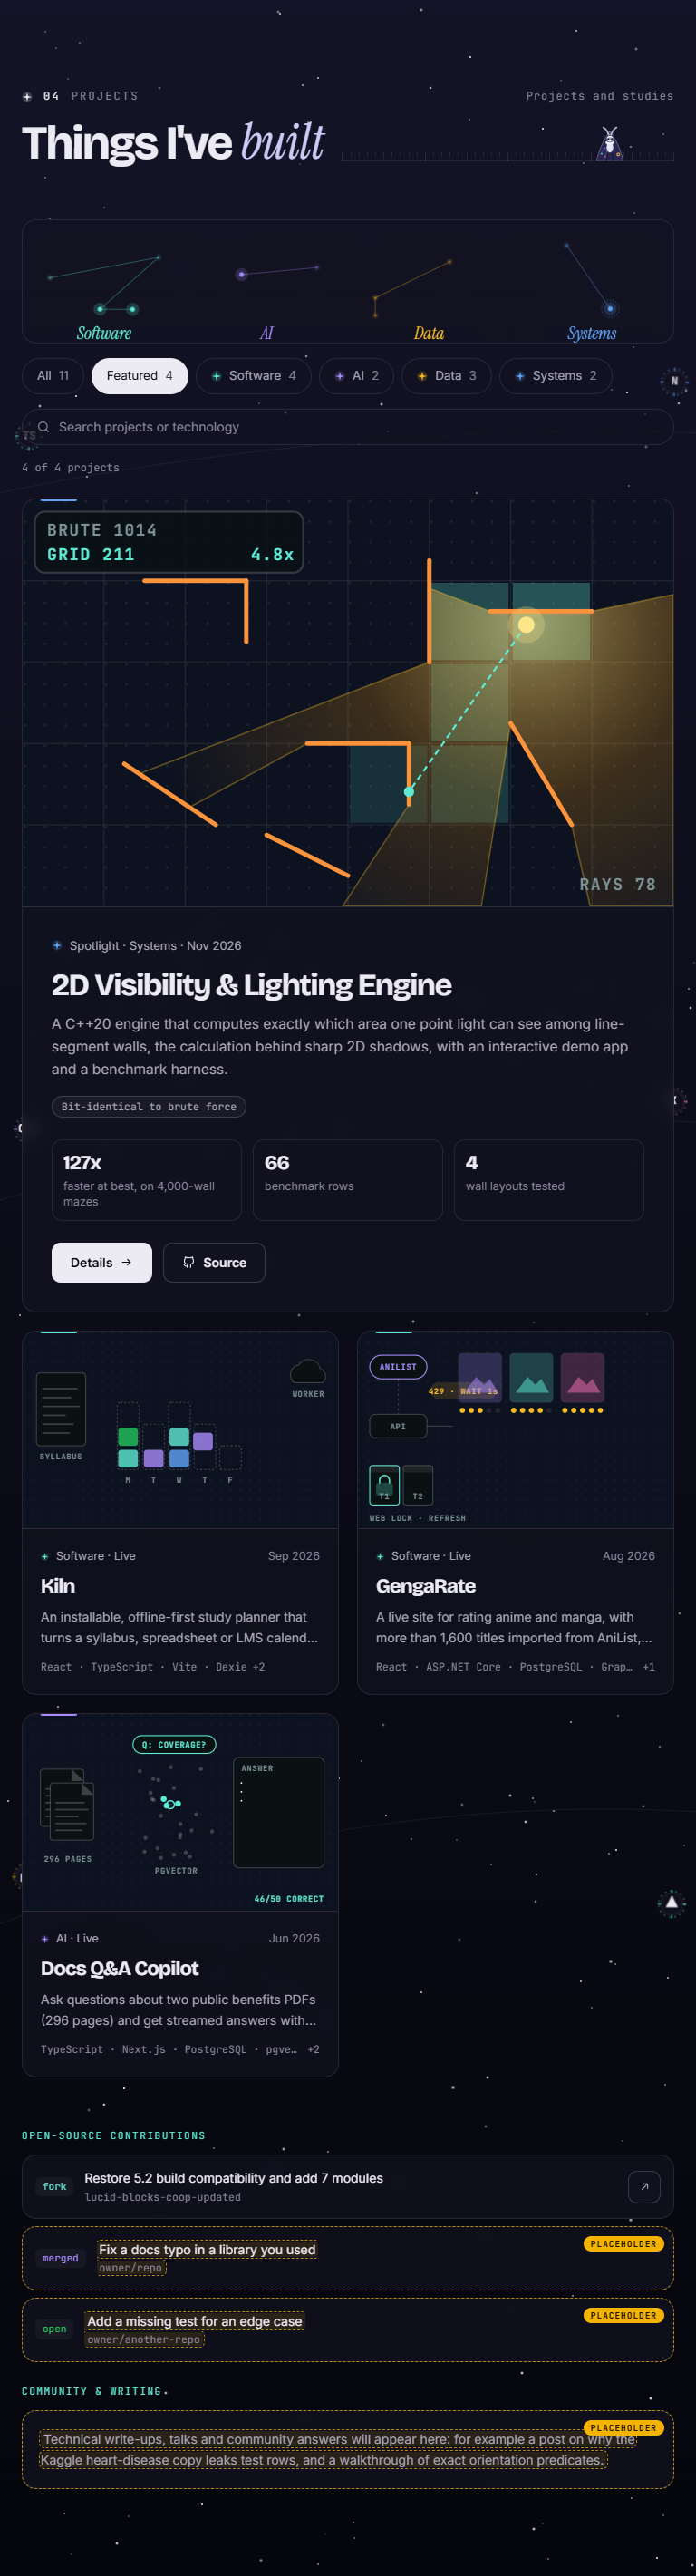 04 PROJECTS
Projects and studies
Things I've built
Software
AI
Data
Systems
All 11
Featured 4
Software 4
AI 2
Data 3
Systems 2
N
TS
Search projects or technology
4 of 4 projects
BRUTE 1014
GRID 211 4.8x
RAYS 78
Spotlight · Systems · Nov 2026
2D Visibility & Lighting Engine
A C++20 engine that computes exactly which area one point light can see among line-
segment walls, the calculation behind sharp 2D shadows, with an interactive demo app
and a benchmark harness.
Bit-identical to brute force
127x
faster at best, on 4,000-wall
mazes
66
benchmark rows
4
wall layouts tested
Details →
Source
SYLLABUS
WORKER
M T W T F
Software · Live
Sep 2026
Kiln
An installable, offline-first study planner that
turns a syllabus, spreadsheet or LMS calend...
React · TypeScript · Vite · Dexie +2
ANILIST
429 · WAIT 1s
API
T1 T2
WEB LOCK · REFRESH
Software · Live
Aug 2026
GengaRate
A live site for rating anime and manga, with
more than 1,600 titles imported from AniList,...
React · ASP.NET Core · PostgreSQL · Grap… +1
Q: COVERAGE?
ANSWER
296 PAGES
PGVECTOR
46/50 CORRECT
AI · Live
Jun 2026
Docs Q&A Copilot
Ask questions about two public benefits PDFs
(296 pages) and get streamed answers with...
TypeScript · Next.js · PostgreSQL · pgve… +2
OPEN-SOURCE CONTRIBUTIONS
fork
Restore 5.2 build compatibility and add 7 modules
lucid-blocks-coop-updated
merged
Fix a docs typo in a library you used
owner/repo
PLACEHOLDER
open
Add a missing test for an edge case
owner/another-repo
PLACEHOLDER
COMMUNITY & WRITING
PLACEHOLDER
Technical write-ups, talks and community answers will appear here: for example a post on why the
Kaggle heart-disease copy leaks test rows, and a walkthrough of exact orientation predicates.